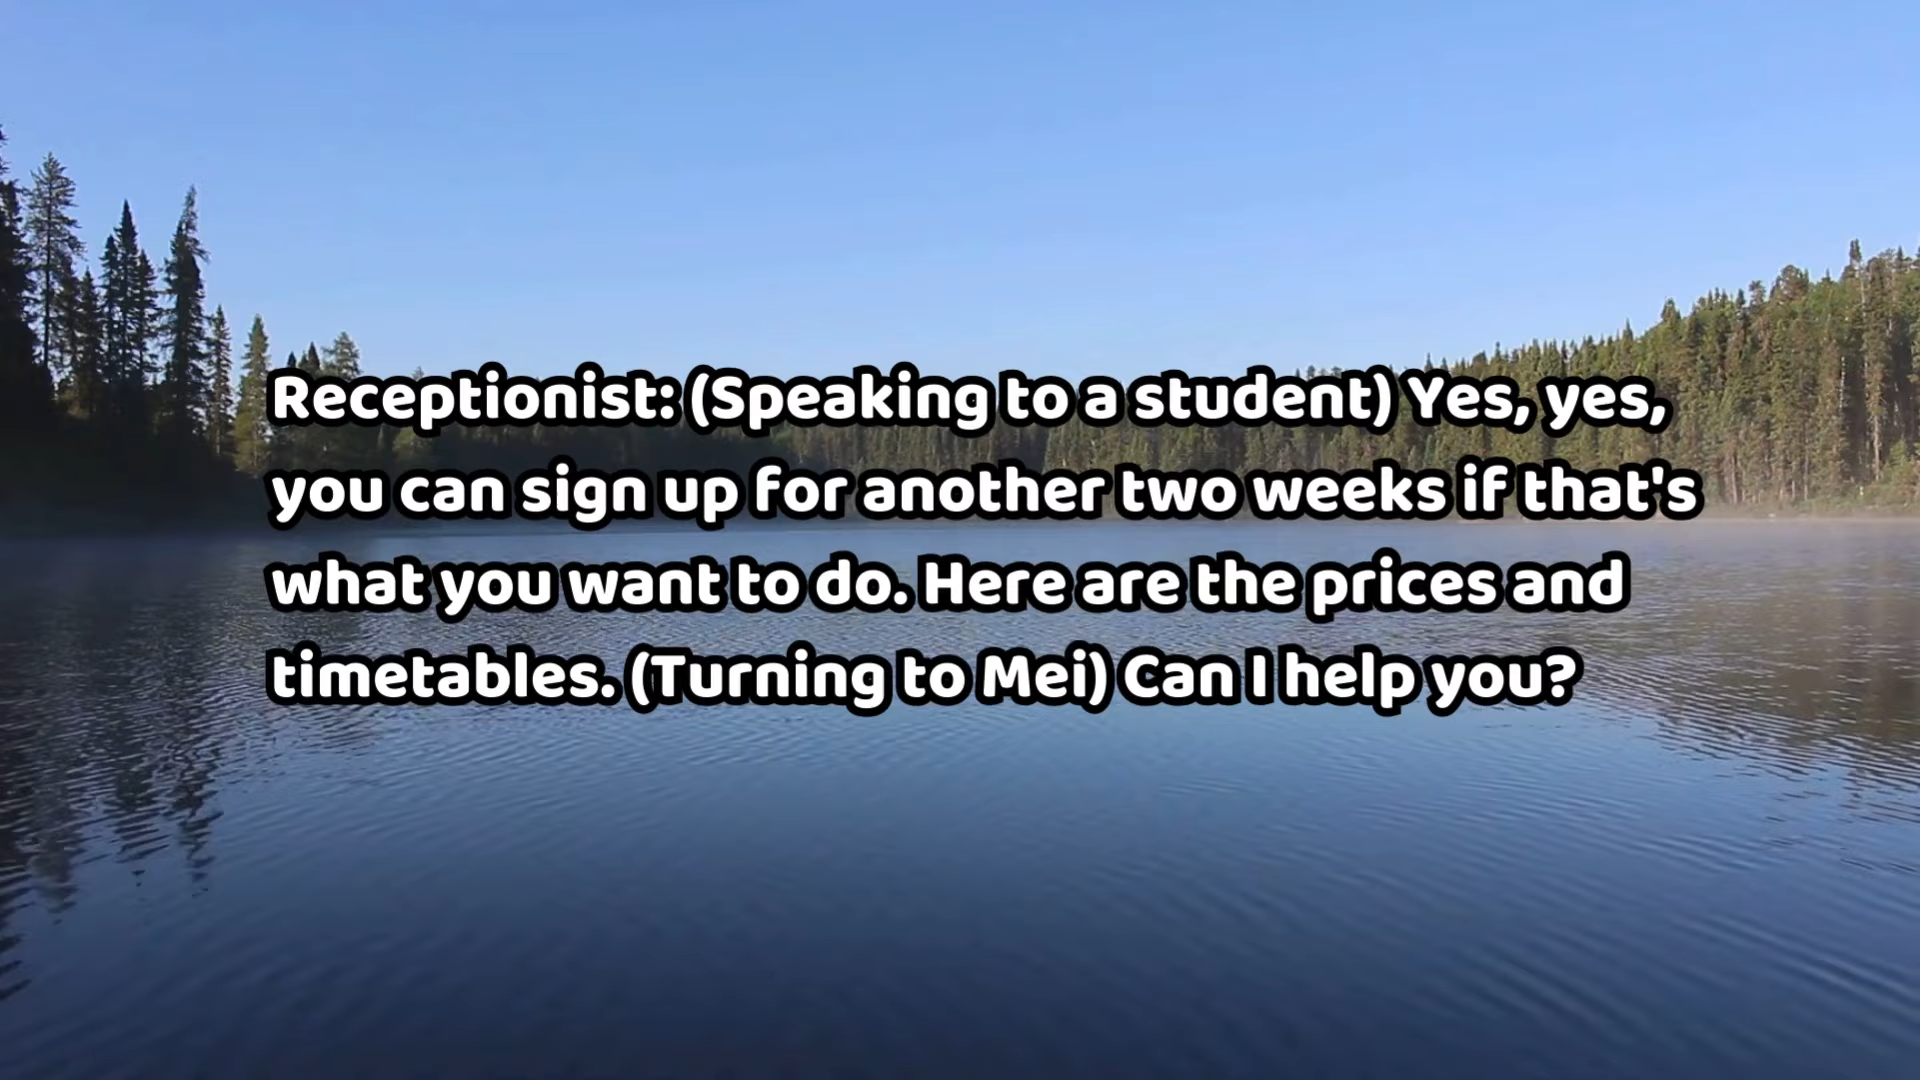 Receptionist: (Speaking to a student) Yes, yes,
you can sign up for another two weeks if that's
what you want to do. Here are the prices and
timetables. (Turning to Mei) Can I help you?